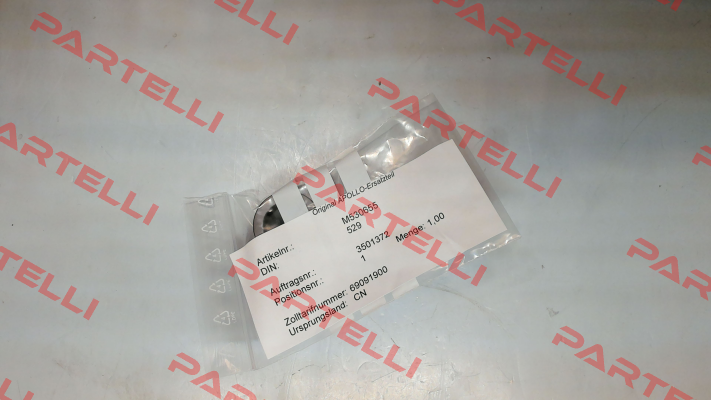 PARTELLI
PARTELLI
PARTELLI
PARTELLI
PARTELLI
PARTELLI
PARTELLI
PARTELLI
PARTELLI
Original APOLLO-Ersatzteil
Artikelnr.: M530655
DIN: 529
Auftragsnr.: 3501372 Menge: 1,00
Positionsnr.: 1
Zolltarifnummer: 69091900
Ursprungsland: CN